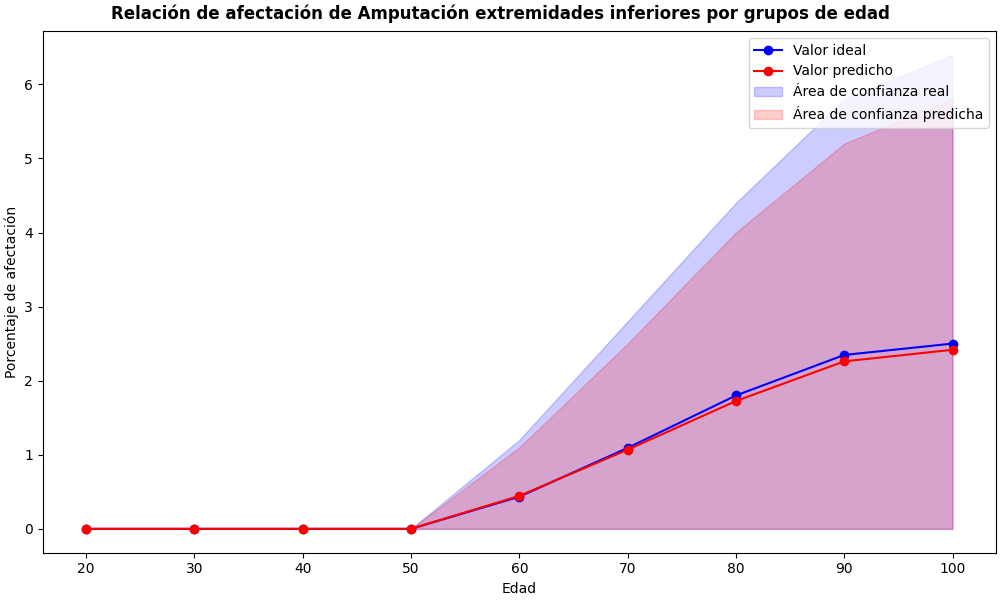 Relación de afectación de Amputación extremidades inferiores por grupos de edad
Valor ideal
Valor predicho
Área de confianza real
Área de confianza predicha
Porcentaje de afectación
6
5
4
3
2
1
0
20 30 40 50 60 70 80 90 100
Edad